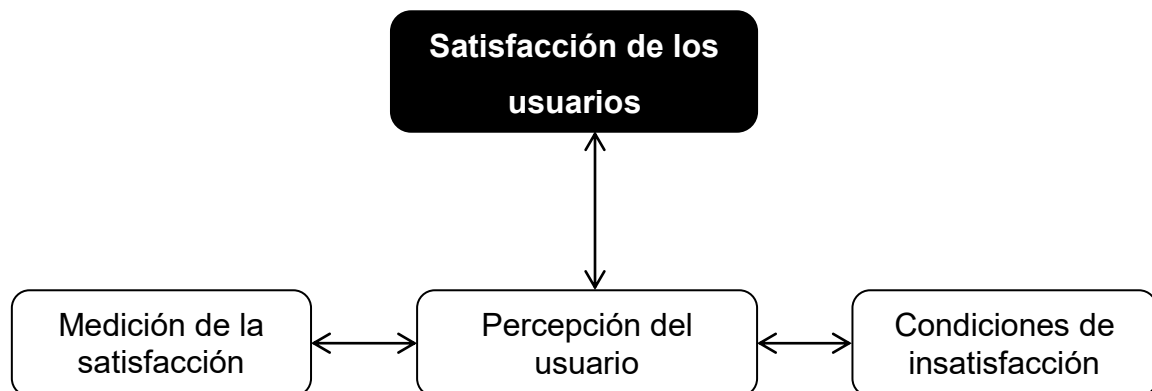 Satisfacción de los
usuarios
Medición de la
satisfacción
Percepción del
usuario
Condiciones de
insatisfacción